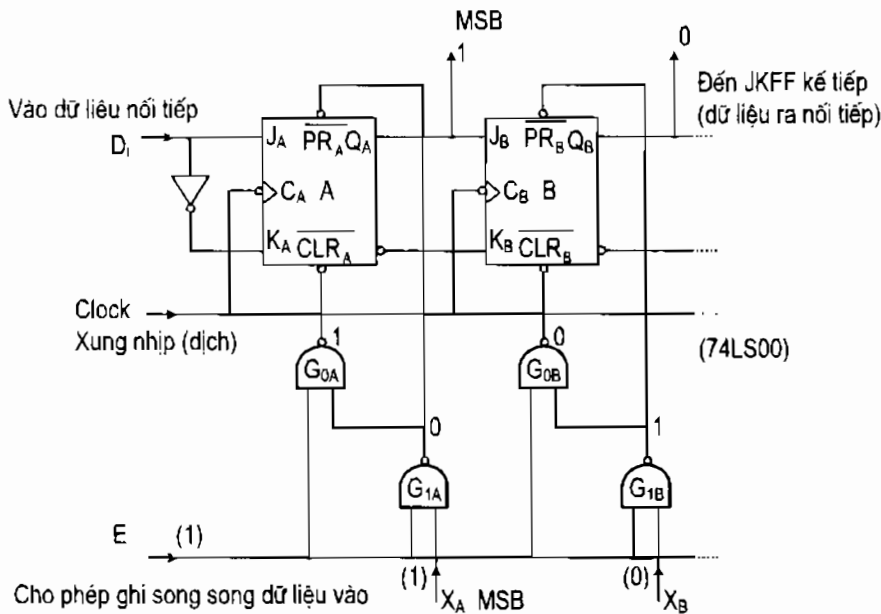 MSB
1
0
Đến JKFF kế tiếp
(dữ liệu ra nối tiếp)
Vào dữ liệu nối tiếp
Dᵢ
J_A PR_A Q_A
C_A A
K_A CLR_A
J_B PR_B Q_B
C_B B
K_B CLR_B
Clock
Xung nhịp (dịch)
1
0
(74LS00)
G_0A
G_0B
0
1
G_1A
G_1B
E (1)
(1)
(0)
Cho phép ghi song song dữ liệu vào
X_A MSB
X_B